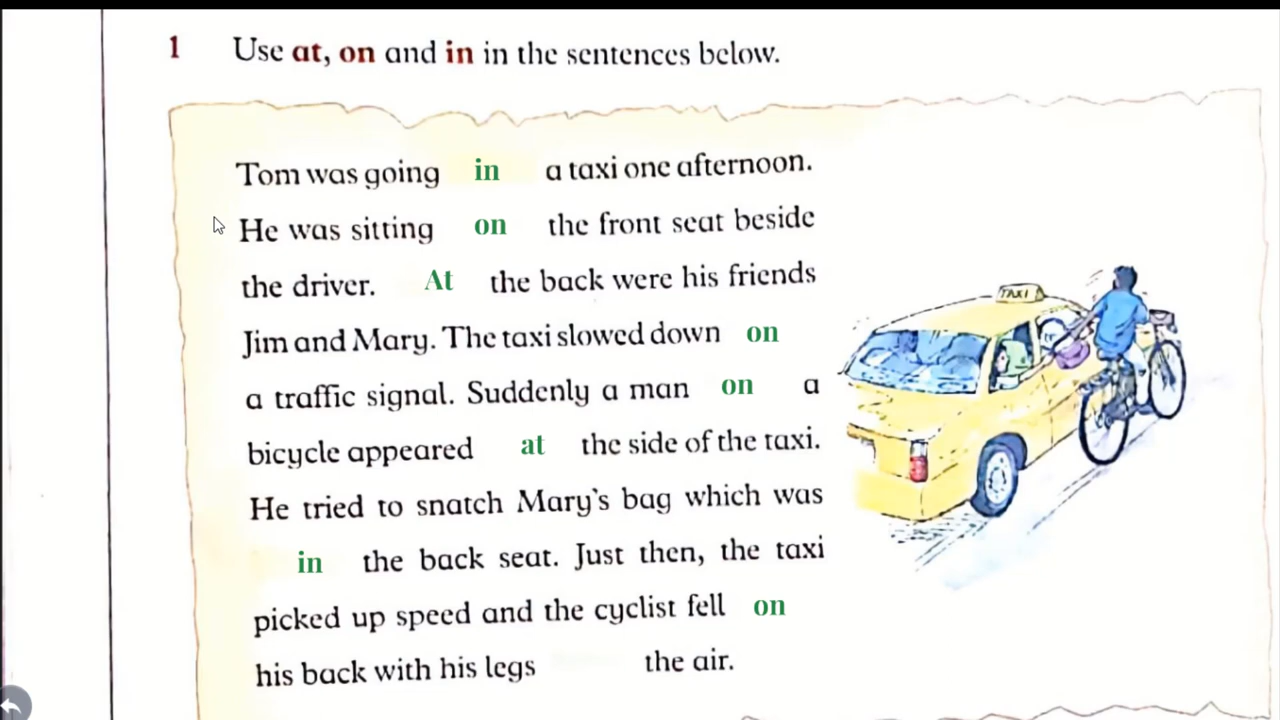 1 Use at, on and in in the sentences below.
Tom was going in a taxi one afternoon.
He was sitting on the front seat beside
the driver. At the back were his friends
Jim and Mary. The taxi slowed down on
a traffic signal. Suddenly a man on a
bicycle appeared at the side of the taxi.
He tried to snatch Mary's bag which was
in the back seat. Just then, the taxi
picked up speed and the cyclist fell on
his back with his legs the air.
TAXI